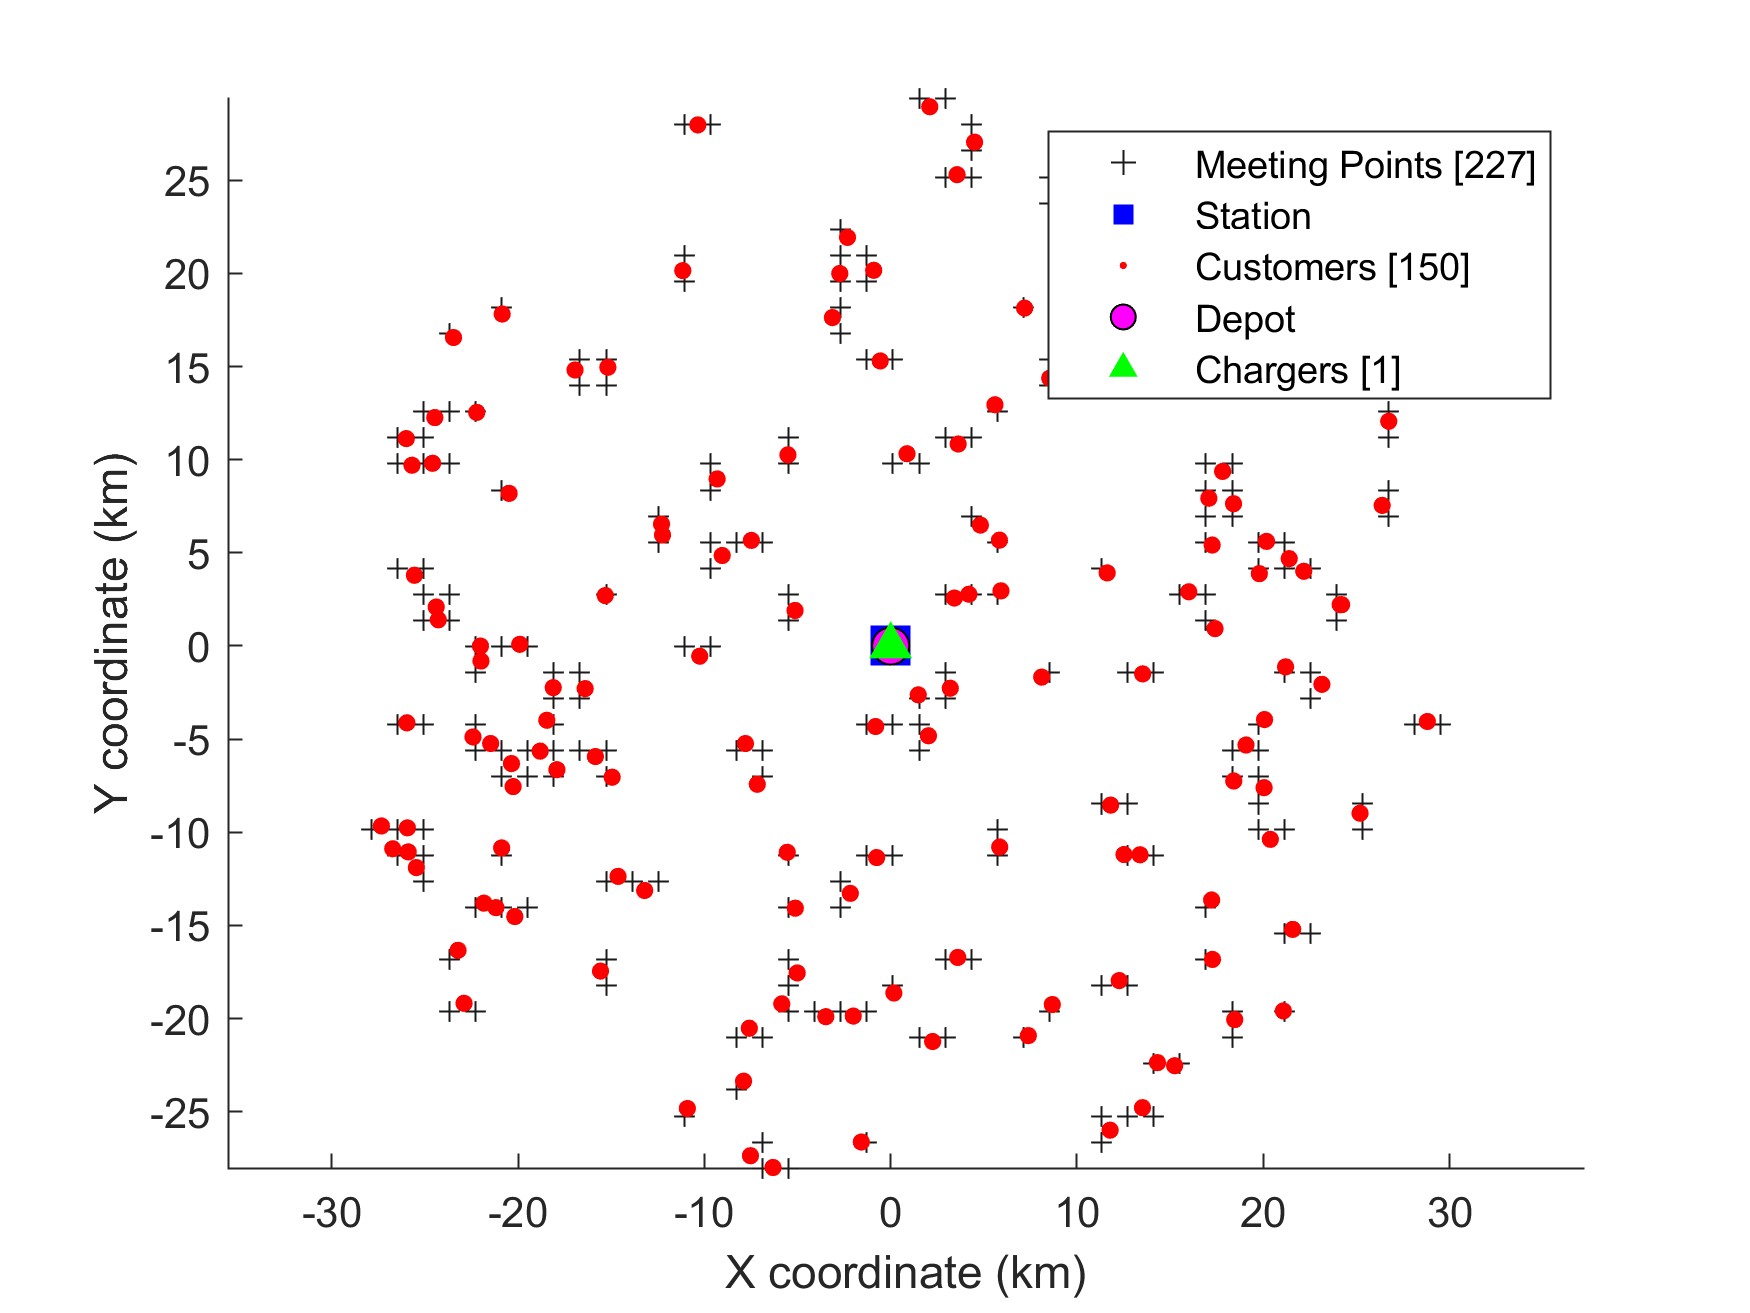 25
20
15
10
5
0
-5
-10
-15
-20
-25
Y coordinate (km)
Meeting Points [227]
Station
Customers [150]
Depot
Chargers [1]
-30 -20 -10 0 10 20 30
X coordinate (km)